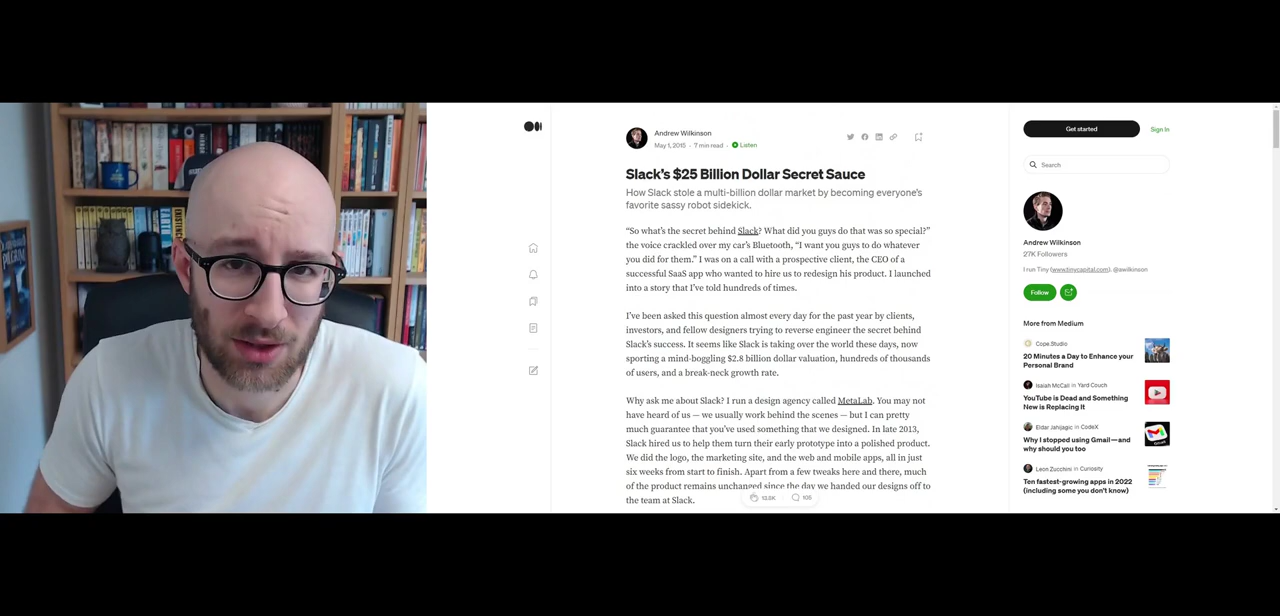 PILGRIM
EXISTENTIAL
Andrew Wilkinson
May 1, 2015 · 7 min read · Listen
Slack's $25 Billion Dollar Secret Sauce
How Slack stole a multi-billion dollar market by becoming everyone's
favorite sassy robot sidekick.
“So what's the secret behind Slack? What did you guys do that was so special?”
the voice crackled over my car's Bluetooth, “I want you guys to do whatever
you did for them.” I was on a call with a prospective client, the CEO of a
successful SaaS app who wanted to hire us to redesign his product. I launched
into a story that I've told hundreds of times.
I've been asked this question almost every day for the past year by clients,
investors, and fellow designers trying to reverse engineer the secret behind
Slack's success. It seems like Slack is taking over the world these days, now
sporting a mind-boggling $2.8 billion dollar valuation, hundreds of thousands
of users, and a break-neck growth rate.
Why ask me about Slack? I run a design agency called MetaLab. You may not
have heard of us — we usually work behind the scenes — but I can pretty
much guarantee that you've used something that we designed. In late 2013,
Slack hired us to help them turn their early prototype into a polished product.
We did the logo, the marketing site, and the web and mobile apps, all in just
six weeks from start to finish. Apart from a few tweaks here and there, much
of the product remains unchanged since the day we handed our designs off to
the team at Slack.
12.5K 105
Get started Sign In
Search
Andrew Wilkinson
27K Followers
I run Tiny (www.tinycapital.com). @awilkinson
Follow
More from Medium
Cope.Studio
20 Minutes a Day to Enhance your
Personal Brand
Isaiah McCall in Yard Couch
YouTube is Dead and Something
New is Replacing It
Eldar Jahijagic in CodeX
Why I stopped using Gmail — and
why should you too
Gmail
Leon Zucchini in Curiosity
Ten fastest-growing apps in 2022
(including some you don't know)